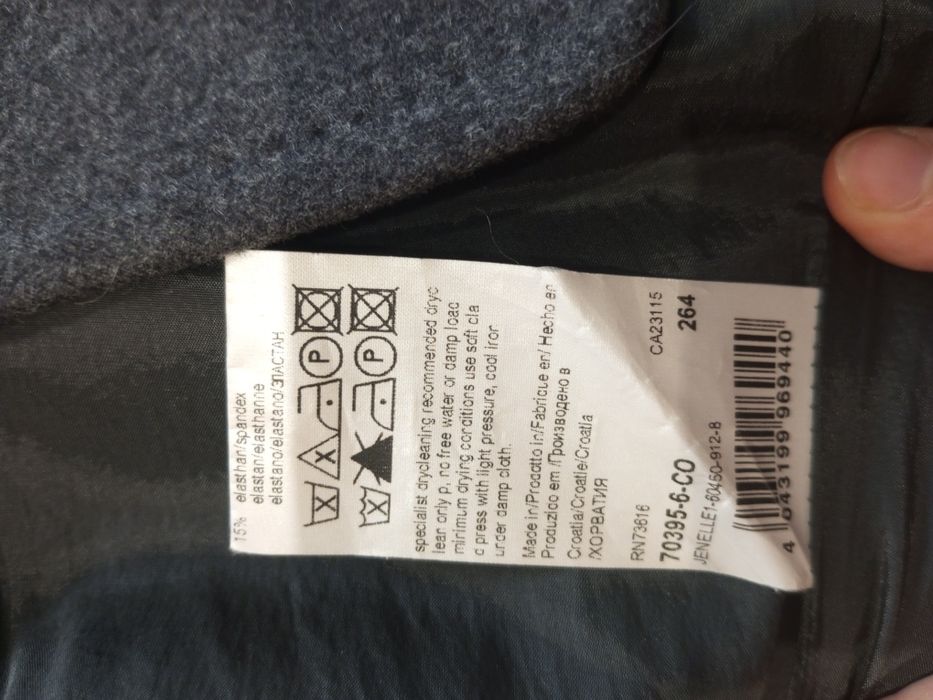 15% elasthan/spandex
elastan/elasthanne
elastano/elastano/ЭЛАСТАН
P
P
specialist drycleaning recommended dryc
lean only p, no free water or damp load
minimum drying conditions use soft cla
d press with light pressure, cool iron
under damp cloth.
Made in/Prodotto in/Fabriqué en/ Hecho en
Produzido em /Произведено в
Croatia/Croatie/Croatia
/ХОРВАТИЯ
RN73616 CA23115
70395-6-CO 264
JENELLE1-60460-912-8
4 043199 969440